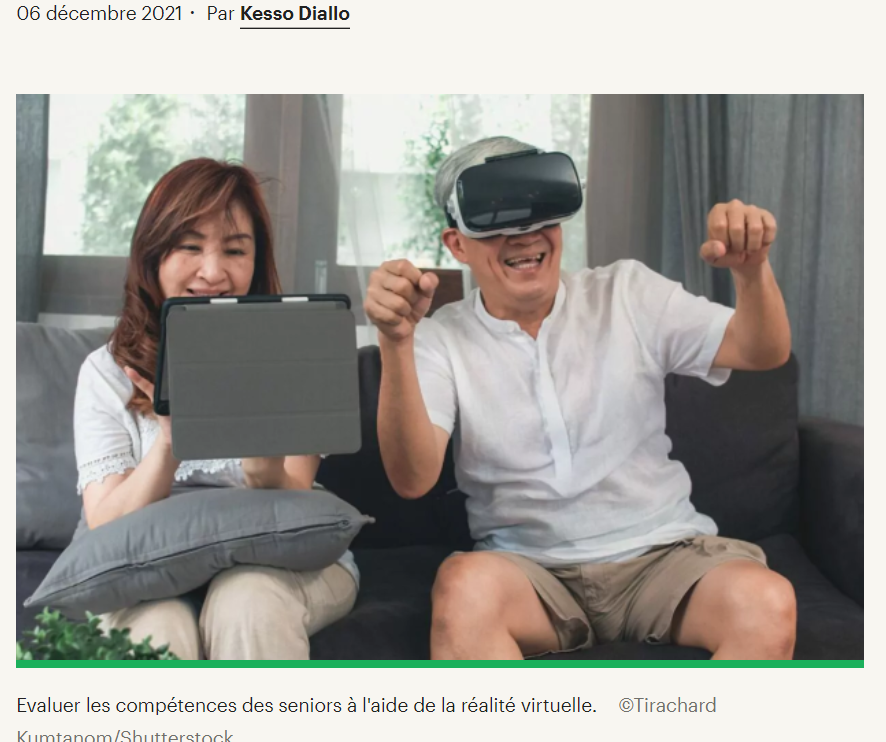 06 décembre 2021 · Par Kesso Diallo
Evaluer les compétences des seniors à l'aide de la réalité virtuelle. ©Tirachard
Kumtanom/Shutterstock